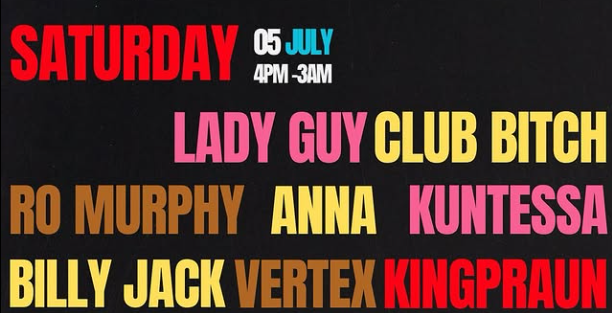 SATURDAY 05 JULY
4PM -3AM
LADY GUY CLUB BITCH
RO MURPHY ANNA KUNTESSA
BILLY JACK VERTEX KINGPRAUN